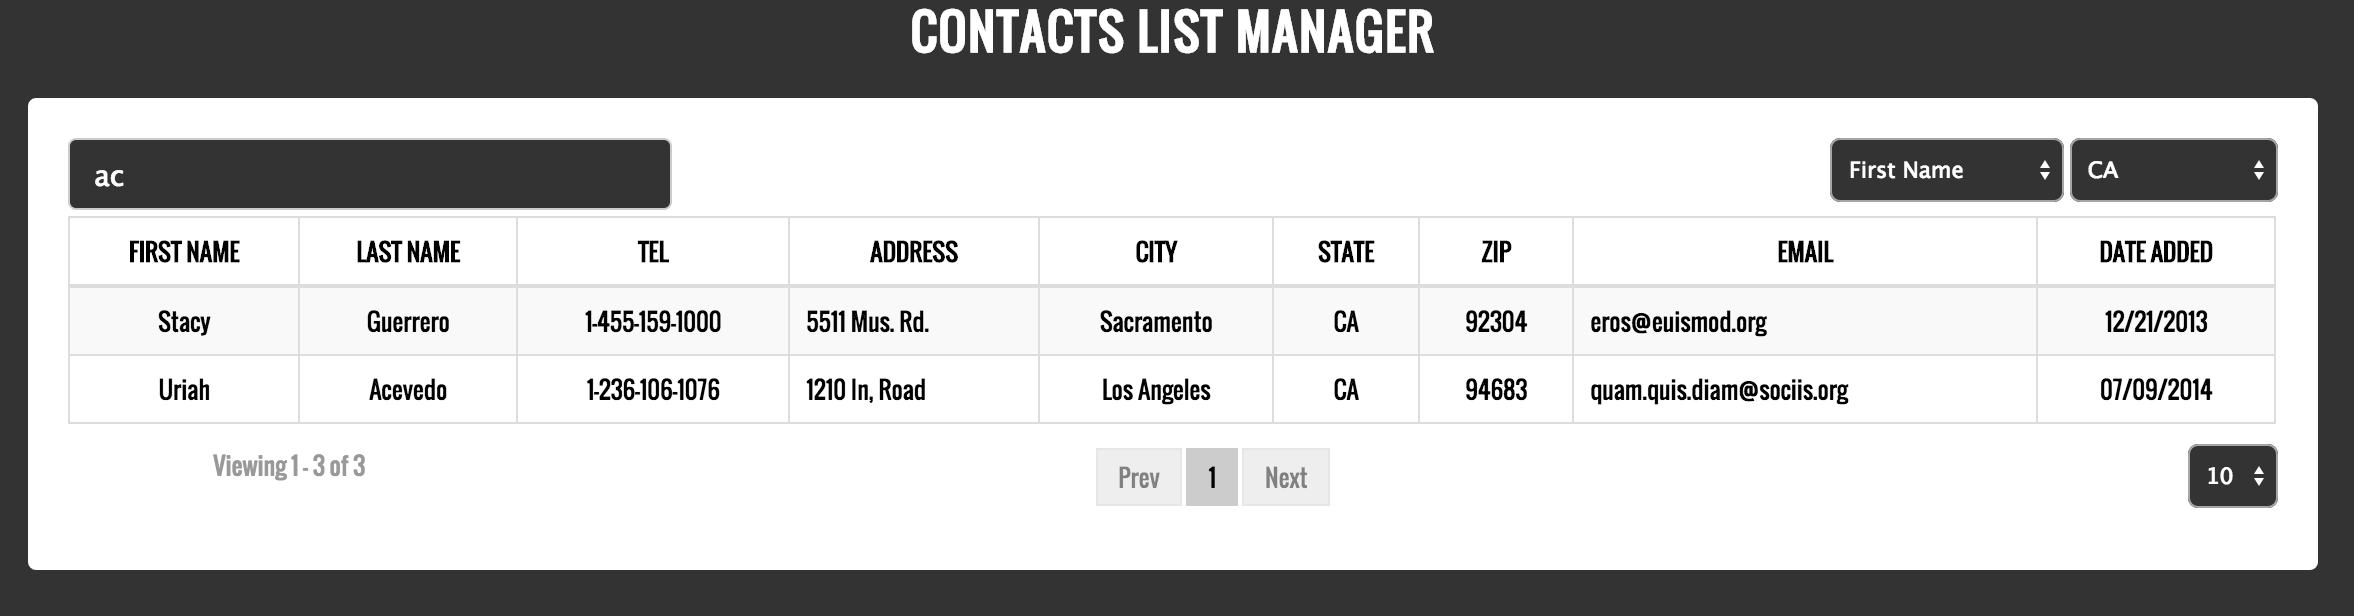 CONTACTS LIST MANAGER
ac
First Name
CA
FIRST NAME LAST NAME TEL ADDRESS CITY STATE ZIP EMAIL DATE ADDED
Stacy Guerrero 1-455-159-1000 5511 Mus. Rd. Sacramento CA 92304 eros@euismod.org 12/21/2013
Uriah Acevedo 1-236-106-1076 1210 In, Road Los Angeles CA 94683 quam.quis.diam@sociis.org 07/09/2014
Viewing 1 - 3 of 3
Prev 1 Next
10